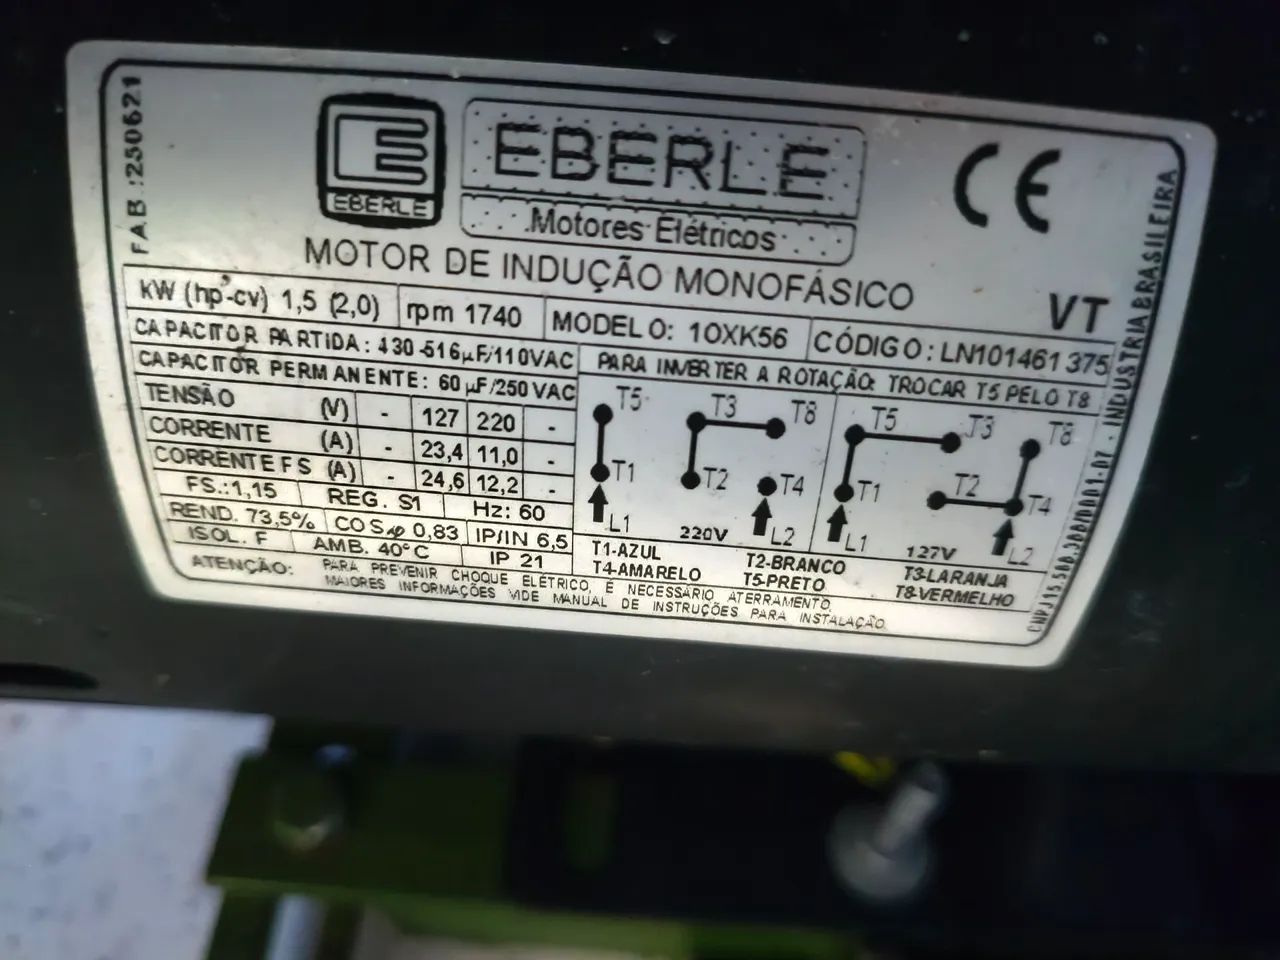 FAB.:250621
EBERLE
EBERLE
Motores Elétricos
CE
MOTOR DE INDUÇÃO MONOFÁSICO
VT
kW (hp-cv) 1,5 (2,0) rpm 1740 MODELO: 10XK56 CÓDIGO: LN101461375
CAPACITOR PARTIDA: 430-516µF/110VAC
CAPACITOR PERMANENTE: 60 µF/250 VAC
TENSÃO (V) - 127 220 -
CORRENTE (A) - 23,4 11,0 -
CORRENTE FS (A) - 24,6 12,2 -
FS.:1,15 REG. S1 Hz: 60
REND. 73,5% COSφ 0,83 IP/IN 6,5
ISOL. F AMB. 40°C IP 21
PARA INVERTER A ROTAÇÃO: TROCAR T5 PELO T8
T5 T3 T8 T5 T3 T8
T1 T2 T4 T1 T2 T4
L1 220V L2 L1 127V L2
T1-AZUL T2-BRANCO T3-LARANJA
T4-AMARELO T5-PRETO T8-VERMELHO
ATENÇÃO: PARA PREVENIR CHOQUE ELÉTRICO, É NECESSÁRIO ATERRAMENTO.
MAIORES INFORMAÇÕES VIDE MANUAL DE INSTRUÇÕES PARA INSTALAÇÃO.
INDUSTRIA BRASILEIRA